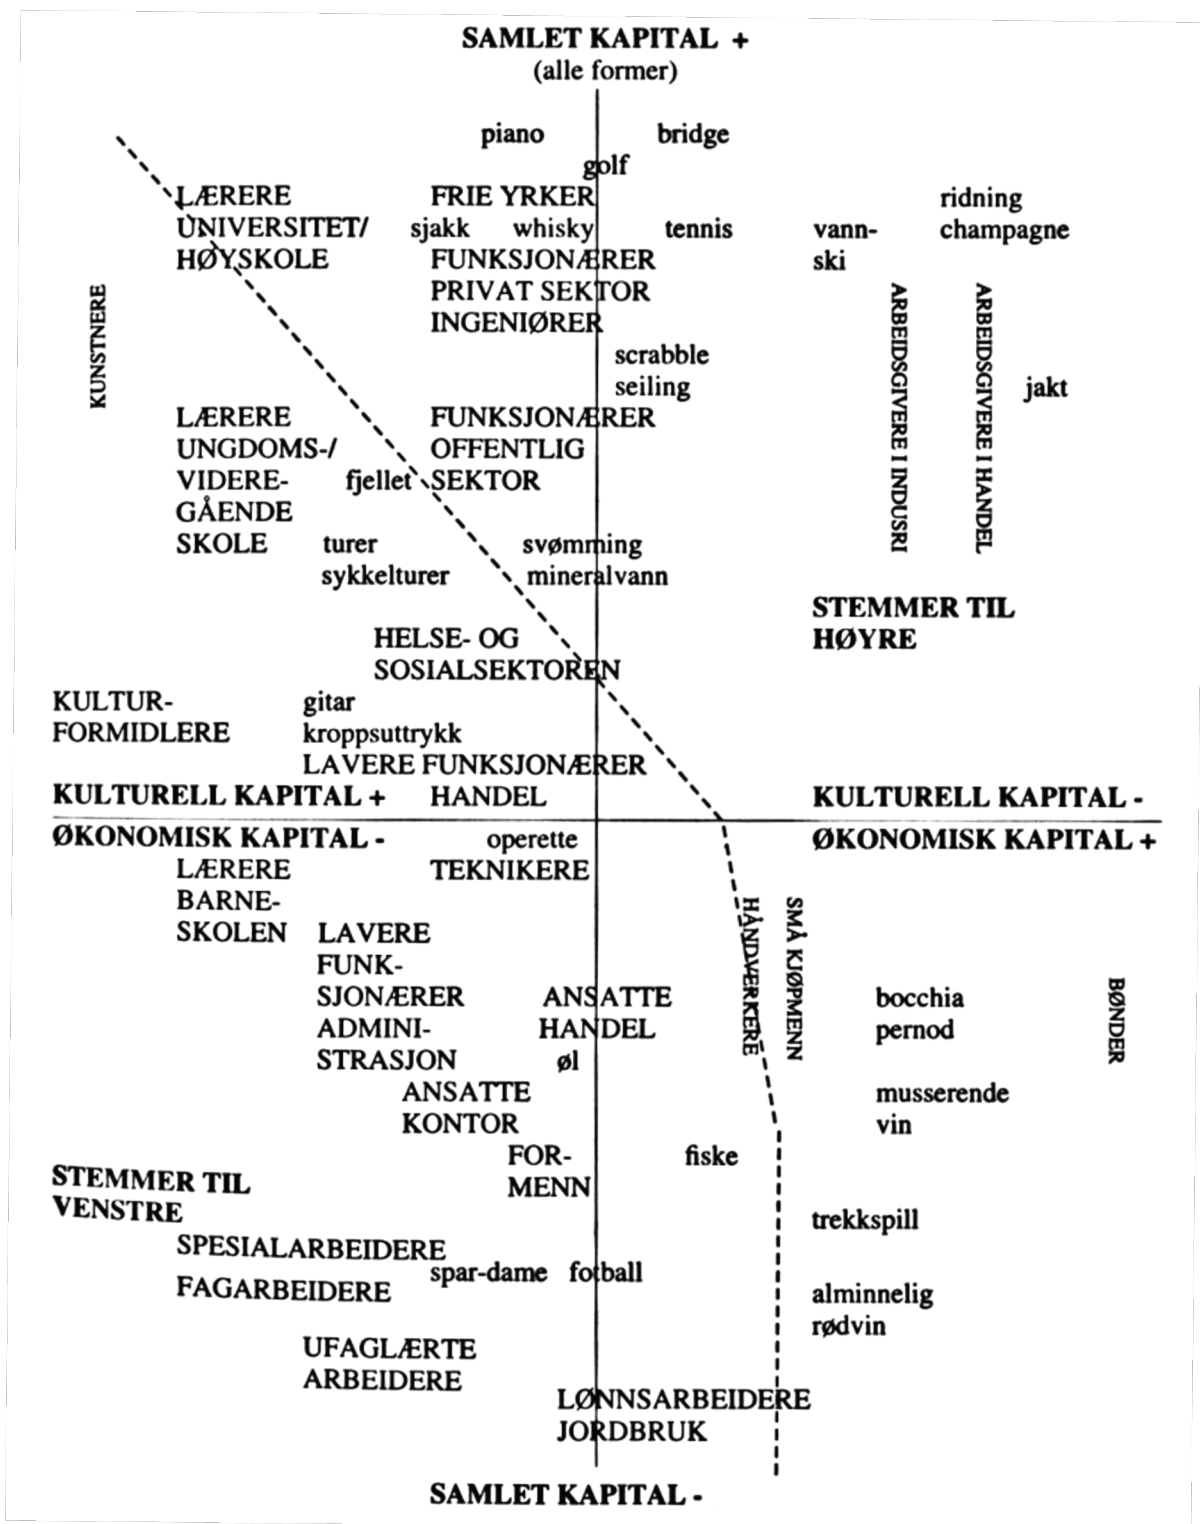 SAMLET KAPITAL +
(alle former)
piano
bridge
golf
LÆRERE
UNIVERSITET/
HØYSKOLE
FRIE YRKER
sjakk
whisky
tennis
vann-
ski
ridning
champagne
FUNKSJONÆRER
PRIVAT SEKTOR
INGENIØRER
KUNSTNERE
ARBEIDSGIVERE I INDUSRI
ARBEIDSGIVERE I HANDEL
scrabble
seiling
jakt
LÆRERE
UNGDOMS-/
VIDERE-
GÅENDE
SKOLE
fjellet
FUNKSJONÆRER
OFFENTLIG
SEKTOR
turer
sykkelturer
svømming
mineralvann
STEMMER TIL
HØYRE
HELSE- OG
SOSIALSEKTOREN
KULTUR-
FORMIDLERE
gitar
kroppsuttrykk
LAVERE FUNKSJONÆRER
HANDEL
KULTURELL KAPITAL +
KULTURELL KAPITAL -
ØKONOMISK KAPITAL -
ØKONOMISK KAPITAL +
operette
LÆRERE
BARNE-
SKOLEN
TEKNIKERE
LAVERE
FUNK-
SJONÆRER
ADMINI-
STRASJON
ANSATTE
HANDEL
øl
HÅNDVERKERE
SMÅ KJØPMENN
bocchia
pernod
BØNDER
ANSATTE
KONTOR
musserende
vin
FOR-
MENN
fiske
STEMMER TIL
VENSTRE
trekkspill
SPESIALARBEIDERE
FAGARBEIDERE
spar-dame
fotball
alminnelig
rødvin
UFAGLÆRTE
ARBEIDERE
LØNNSARBEIDERE
JORDBRUK
SAMLET KAPITAL -